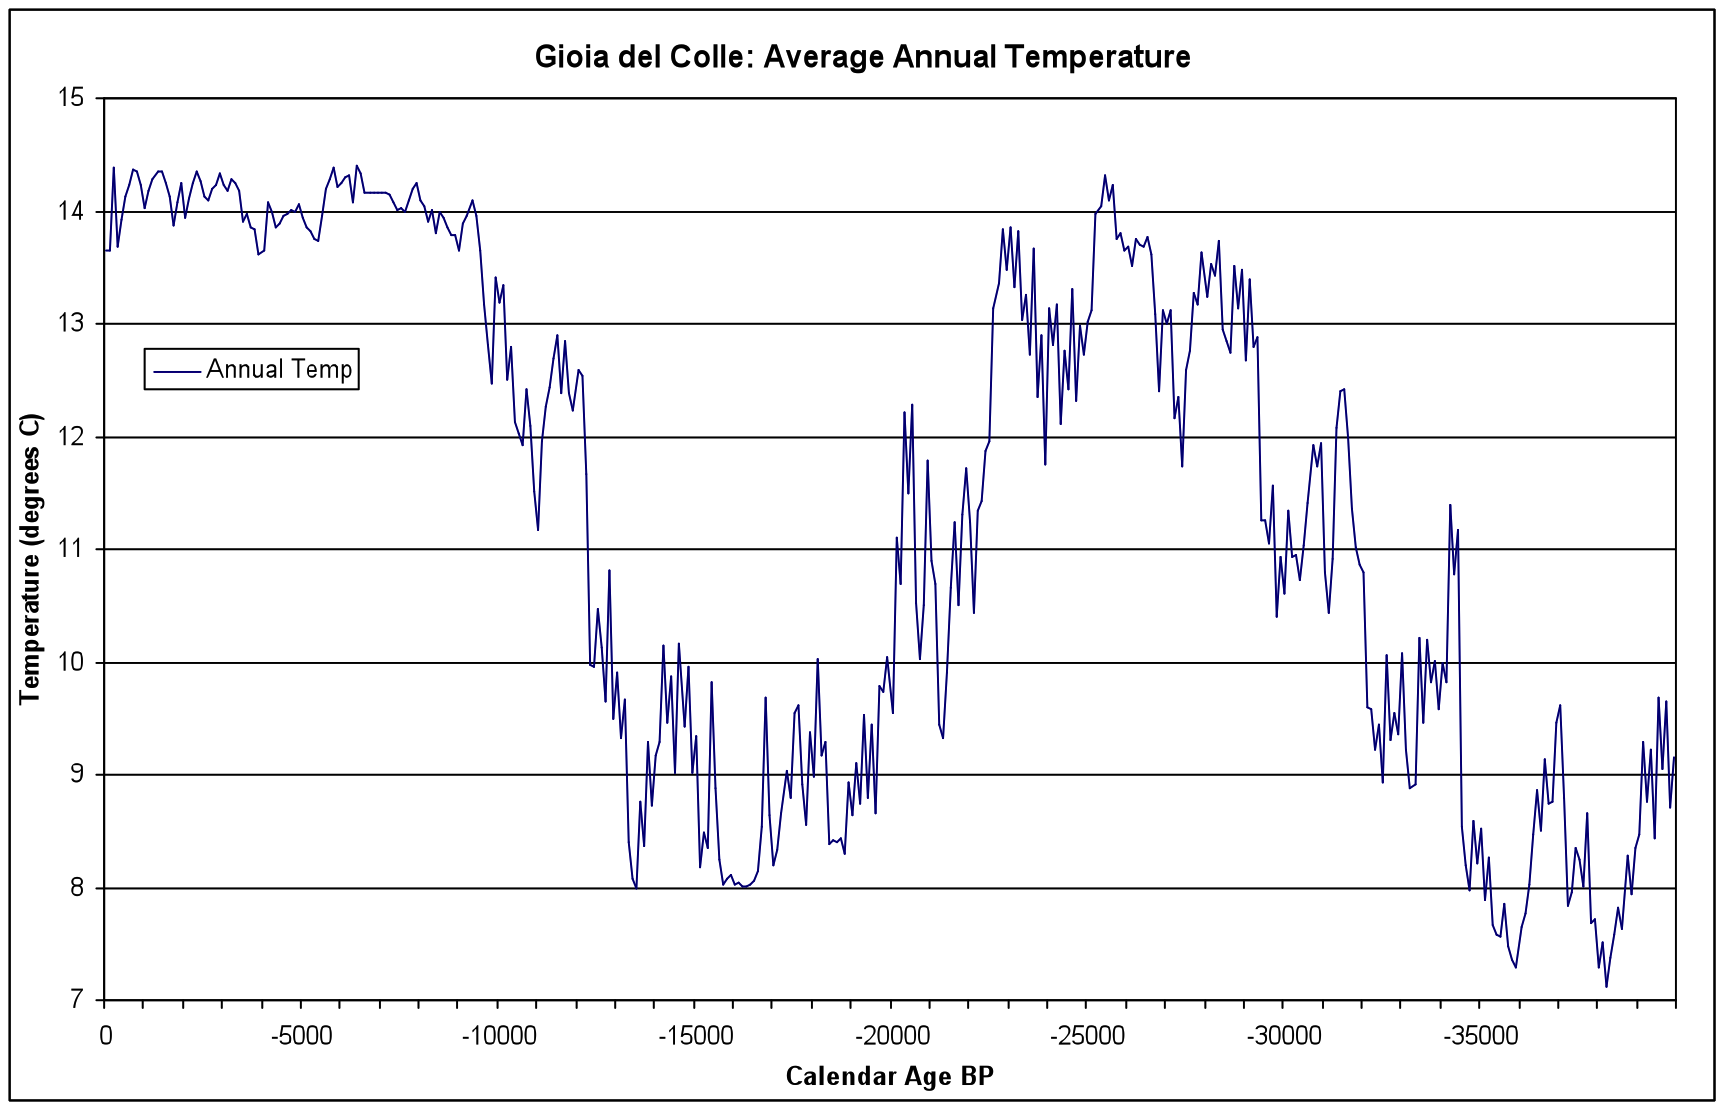 Gioia del Colle: Average Annual Temperature
15
14
13
12
11
10
9
8
7
Annual Temp
Temperature (degrees C)
0 -5000 -10000 -15000 -20000 -25000 -30000 -35000
Calendar Age BP